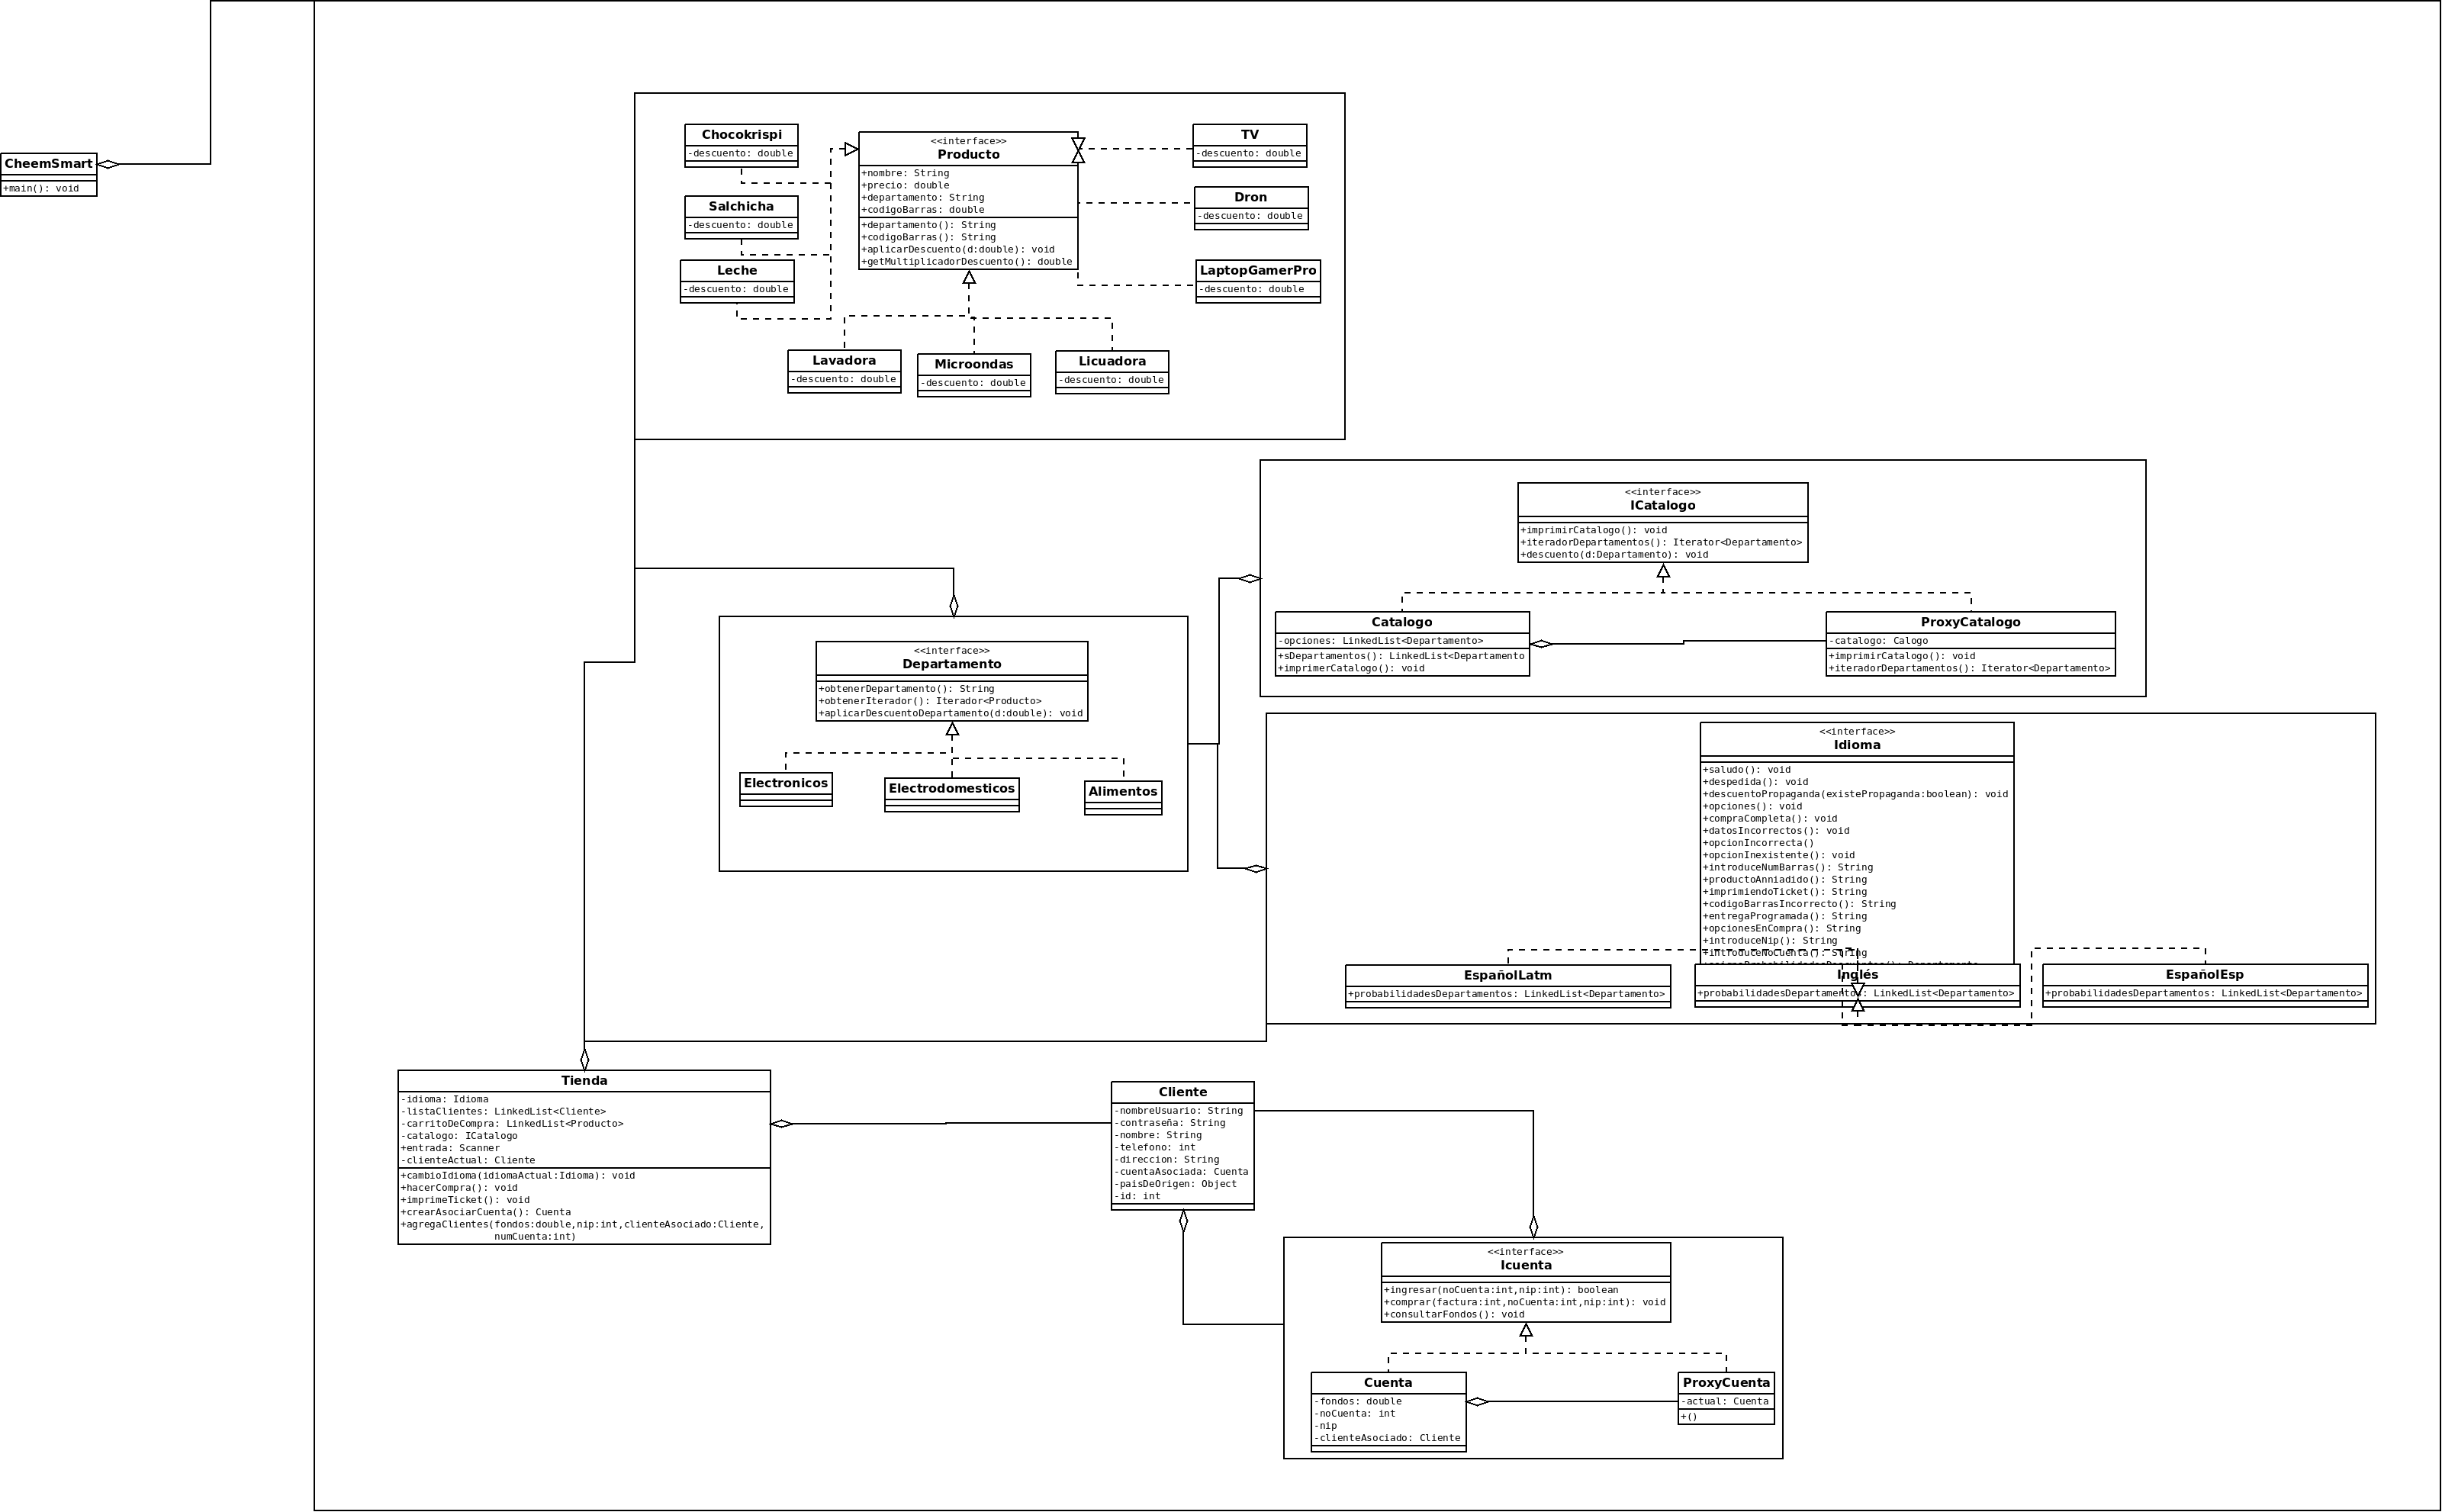 CheemSmart
+main(): void
Chocokrispi
-descuento: double
Salchicha
-descuento: double
Leche
-descuento: double
<<interface>>
Producto
+nombre: String
+precio: double
+departamento: String
+codigoBarras: double
+departamento(): String
+codigoBarras(): String
+aplicarDescuento(d:double): void
+getMultiplicadorDescuento: double
TV
-descuento: double
Dron
-descuento: double
LaptopGamerPro
-descuento: double
Lavadora
-descuento: double
Microondas
-descuento: double
Licuadora
-descuento: double
<<interface>>
ICatalogo
+imprimirCatalogo(): void
+iteradorDepartamentos(): Iterator<Departamento>
+descuento(d:Departamento): void
Catalogo
-opciones: LinkedList<Departamento>
+sDepartamentos(): LinkedList<Departamento
+imprimerCatalogo(): void
ProxyCatalogo
-catalogo: Calogo
+imprimirCatalogo(): void
+iteradorDepartamentos(): Iterator<Departamento>
<<interface>>
Departamento
+obtenerDepartamento(): String
+obtenerIterador(): Iterador<Producto>
+aplicarDescuentoDepartamento(d:double): void
Electronicos
Electrodomesticos
Alimentos
<<interface>>
Idioma
+saludo(): void
+despedida(): void
+descuentoPropaganda(existePropaganda:boolean): void
+opciones(): void
+compraCompleta(): void
+datosIncorrectos(): void
+opcionIncorrecta()
+opcionInexistente(): void
+introduceNumBarras(): String
+productoAnniadido(): String
+imprimiendoTicket(): String
+codigoBarrasIncorrecto(): String
+entregaProgramada(): String
+opcionesEnCompra(): String
+introduceNip(): String
+introduceNoCuenta(): String
EspañolLatm
+probabilidadesDepartamentos: LinkedList<Departamento>
Inglés
+probabilidadesDepartamentos: LinkedList<Departamento>
EspañolEsp
+probabilidadesDepartamentos: LinkedList<Departamento>
Tienda
-idioma: Idioma
-listaClientes: LinkedList<Cliente>
-carritoDeCompra: LinkedList<Producto>
-catalogo: ICatalogo
+entrada: Scanner
-clienteActual: Cliente
+cambioIdioma(idiomaActual:Idioma): void
+hacerCompra(): void
+imprimeTicket(): void
+crearAsociarCuenta(): Cuenta
+agregaClientes(fondos:double,nip:int,clienteAsociado:Cliente,
numCuenta:int)
Cliente
-nombreUsuario: String
-contraseña: String
-nombre: String
-telefono: int
-direccion: String
-cuentaAsociada: Cuenta
-paisDeOrigen: Object
-id: int
<<interface>>
Icuenta
+ingresar(noCuenta:int,nip:int): boolean
+comprar(factura:int,noCuenta:int,nip:int): void
+consultarFondos(): void
Cuenta
-fondos: double
-noCuenta: int
-nip
-clienteAsociado: Cliente
ProxyCuenta
-actual: Cuenta
+()